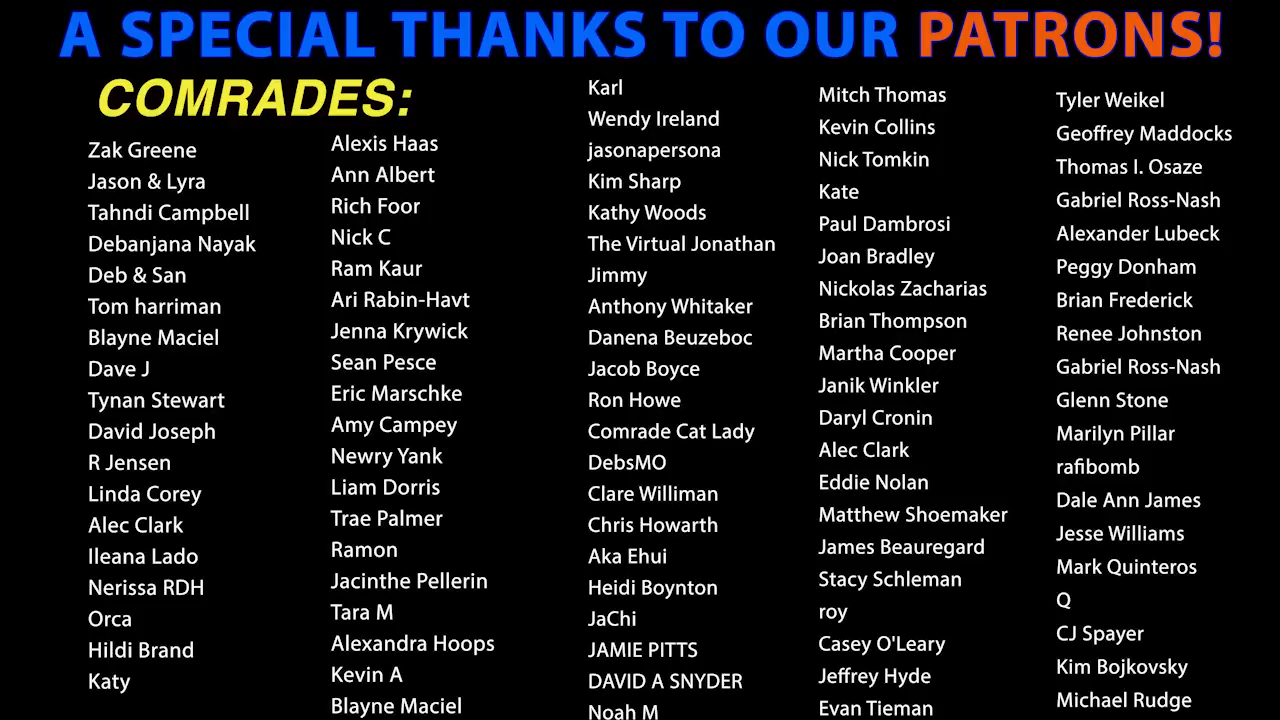 A SPECIAL THANKS TO OUR PATRONS!
COMRADES:
Zak Greene
Jason & Lyra
Tahndi Campbell
Debanjana Nayak
Deb & San
Tom harriman
Blayne Maciel
Dave J
Tynan Stewart
David Joseph
R Jensen
Linda Corey
Alec Clark
Ileana Lado
Nerissa RDH
Orca
Hildi Brand
Katy
Alexis Haas
Ann Albert
Rich Foor
Nick C
Ram Kaur
Ari Rabin-Havt
Jenna Krywick
Sean Pesce
Eric Marschke
Amy Campey
Newry Yank
Liam Dorris
Trae Palmer
Ramon
Jacinthe Pellerin
Tara M
Alexandra Hoops
Kevin A
Blayne Maciel
Karl
Wendy Ireland
jasonapersona
Kim Sharp
Kathy Woods
The Virtual Jonathan
Jimmy
Anthony Whitaker
Danena Beuzeboc
Jacob Boyce
Ron Howe
Comrade Cat Lady
DebsMO
Clare Williman
Chris Howarth
Aka Ehui
Heidi Boynton
JaChi
JAMIE PITTS
DAVID A SNYDER
Noah M
Mitch Thomas
Kevin Collins
Nick Tomkin
Kate
Paul Dambrosi
Joan Bradley
Nickolas Zacharias
Brian Thompson
Martha Cooper
Janik Winkler
Daryl Cronin
Alec Clark
Eddie Nolan
Matthew Shoemaker
James Beauregard
Stacy Schleman
roy
Casey O'Leary
Jeffrey Hyde
Evan Tieman
Tyler Weikel
Geoffrey Maddocks
Thomas I. Osaze
Gabriel Ross-Nash
Alexander Lubeck
Peggy Donham
Brian Frederick
Renee Johnston
Gabriel Ross-Nash
Glenn Stone
Marilyn Pillar
rafibomb
Dale Ann James
Jesse Williams
Mark Quinteros
Q
CJ Spayer
Kim Bojkovsky
Michael Rudge